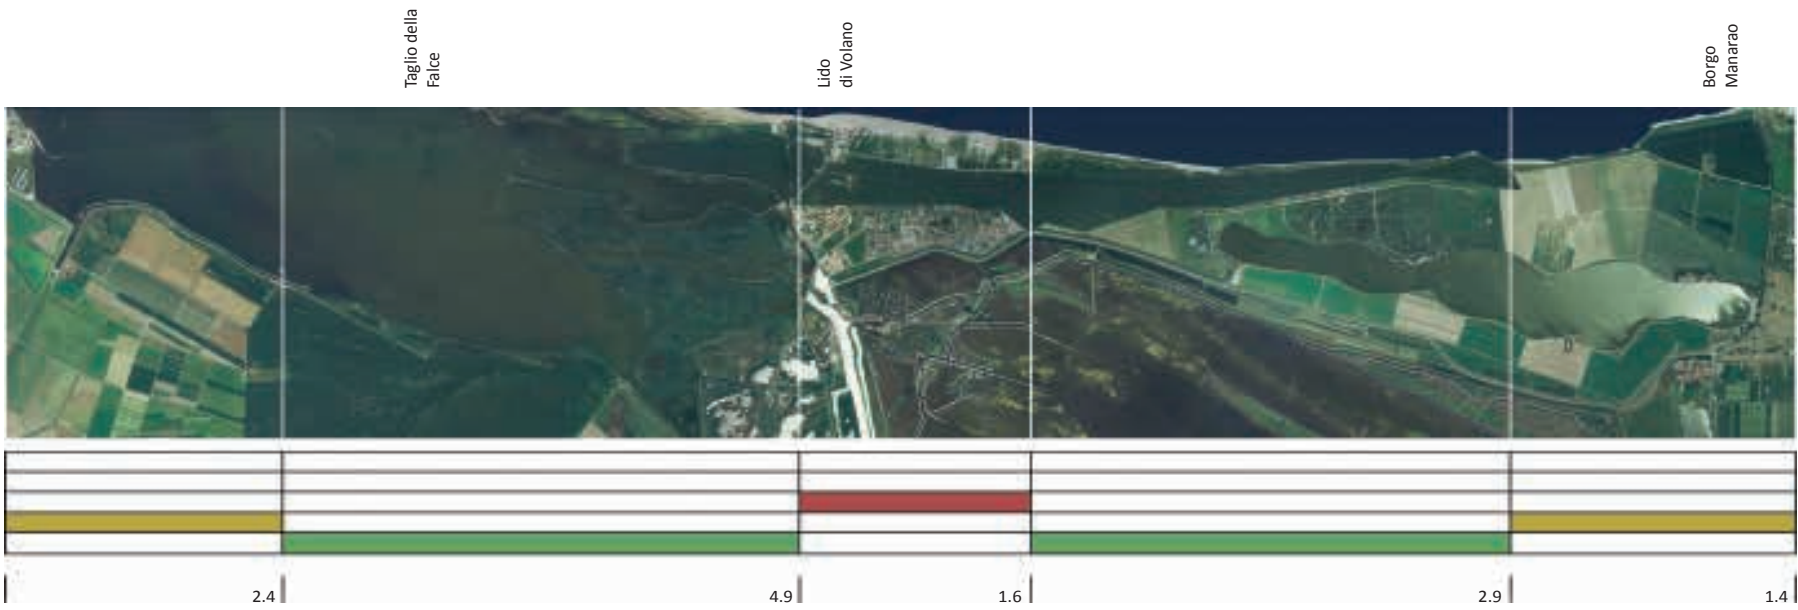 Taglio della
Falce
Lido
di Volano
Borgo
Manarao
2.4
4.9
1.6
2.9
1.4